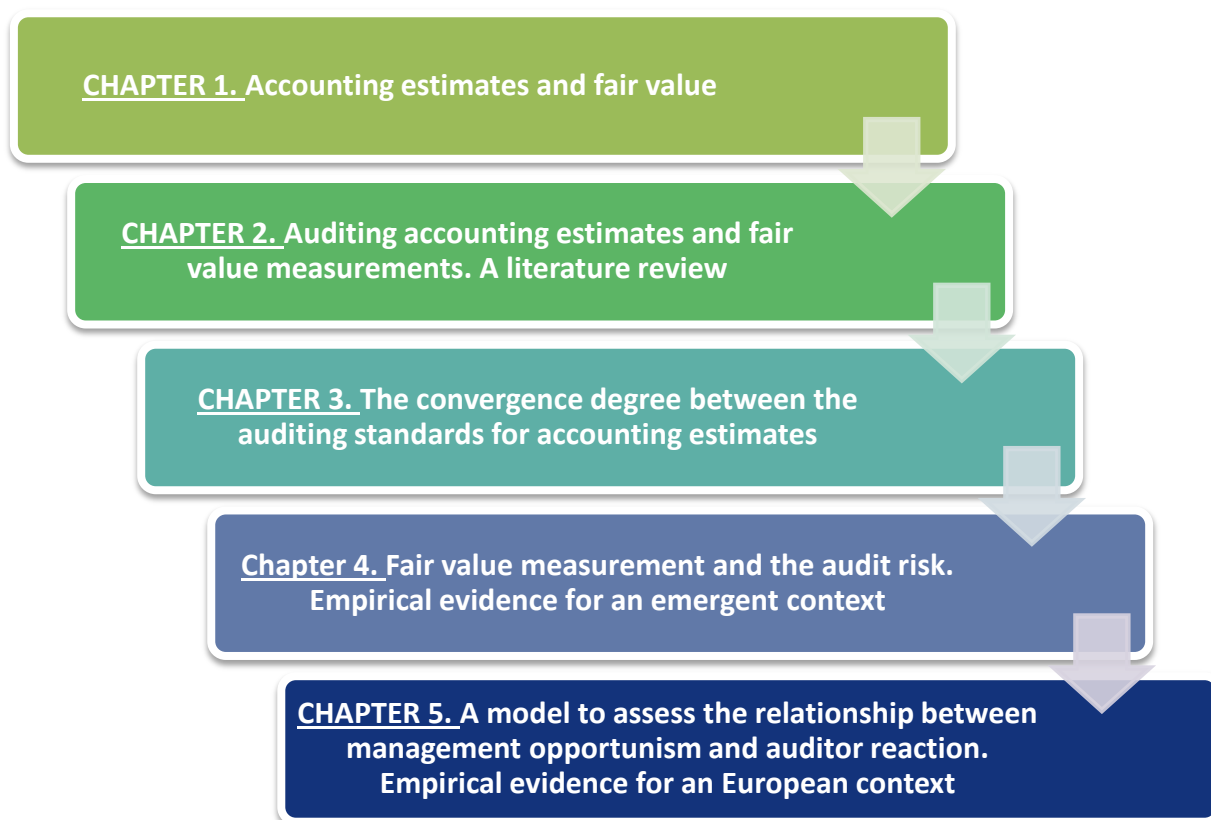 CHAPTER 1. Accounting estimates and fair value
CHAPTER 2. Auditing accounting estimates and fair
value measurements. A literature review
CHAPTER 3. The convergence degree between the
auditing standards for accounting estimates
Chapter 4. Fair value measurement and the audit risk.
Empirical evidence for an emergent context
CHAPTER 5. A model to assess the relationship between
management opportunism and auditor reaction.
Empirical evidence for an European context